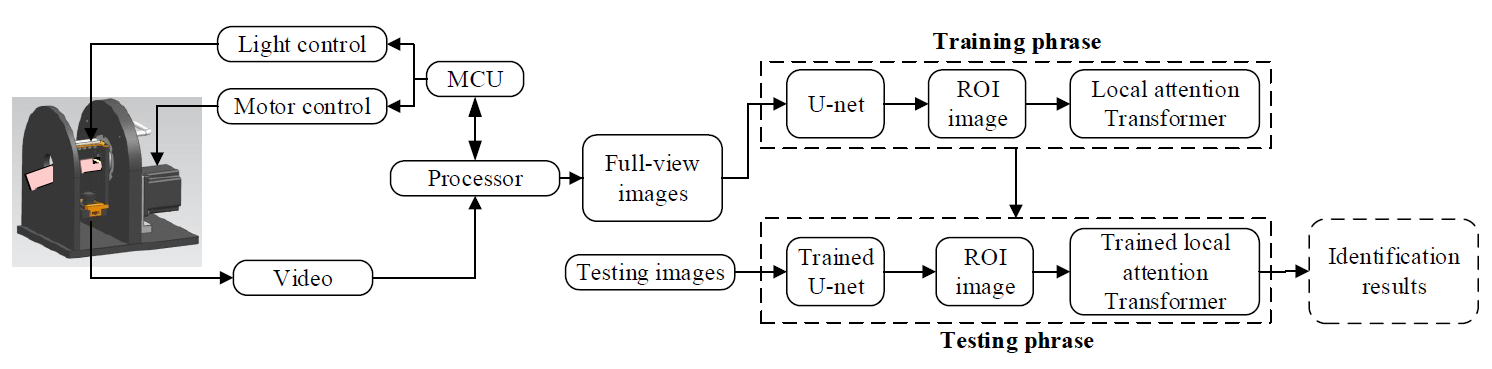 Light control
MCU
Motor control
Processor
Video
Full-view
images
Training phrase
U-net
ROI
image
Local attention
Transformer
Testing images
Trained
U-net
ROI
image
Trained local
attention
Transformer
Testing phrase
Identification
results